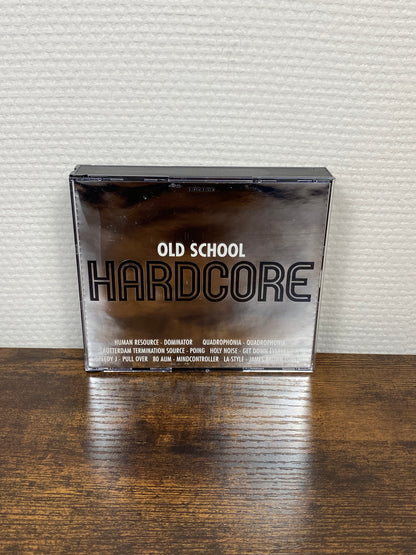 OLD SCHOOL
HARDCORE
HUMAN RESOURCE - DOMINATOR QUADROPHONIA - QUADROPHONIA
ROTTERDAM TERMINATION SOURCE - POING HOLY NOISE - GET DOWN
PULL OVER 80 AUM - MINDCONTROLLER LA-STYLE - JAMES